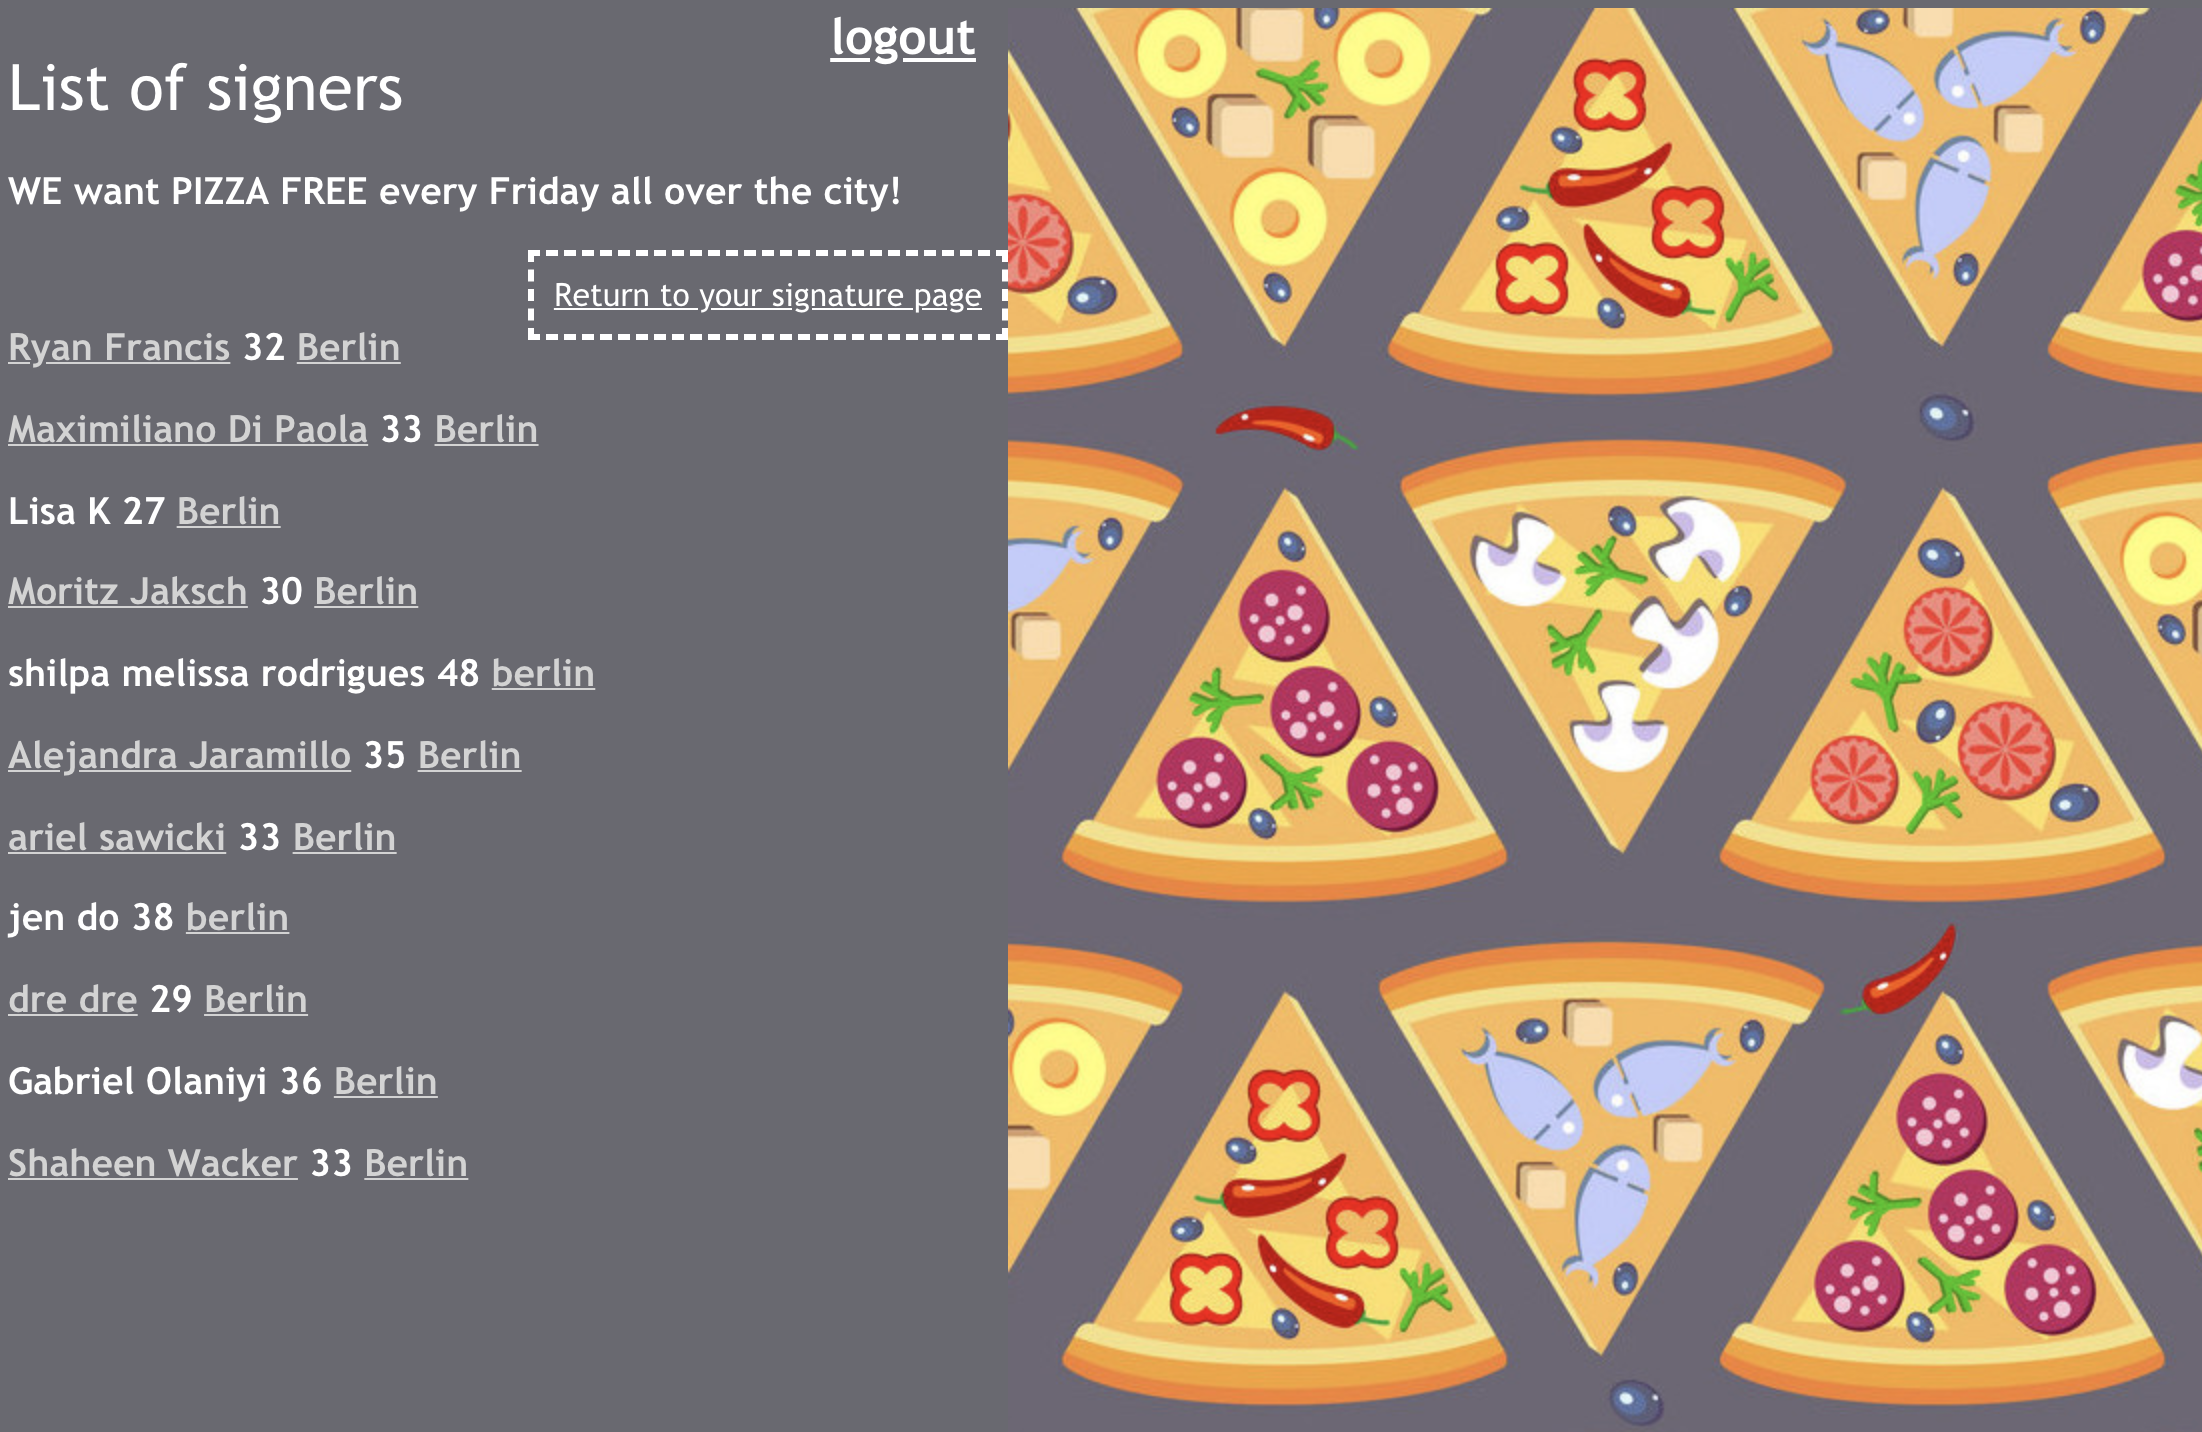 logout
List of signers
WE want PIZZA FREE every Friday all over the city!
Return to your signature page
Ryan Francis 32 Berlin
Maximiliano Di Paola 33 Berlin
Lisa K 27 Berlin
Moritz Jaksch 30 Berlin
shilpa melissa rodrigues 48 berlin
Alejandra Jaramillo 35 Berlin
ariel sawicki 33 Berlin
jen do 38 berlin
dre dre 29 Berlin
Gabriel Olaniyi 36 Berlin
Shaheen Wacker 33 Berlin